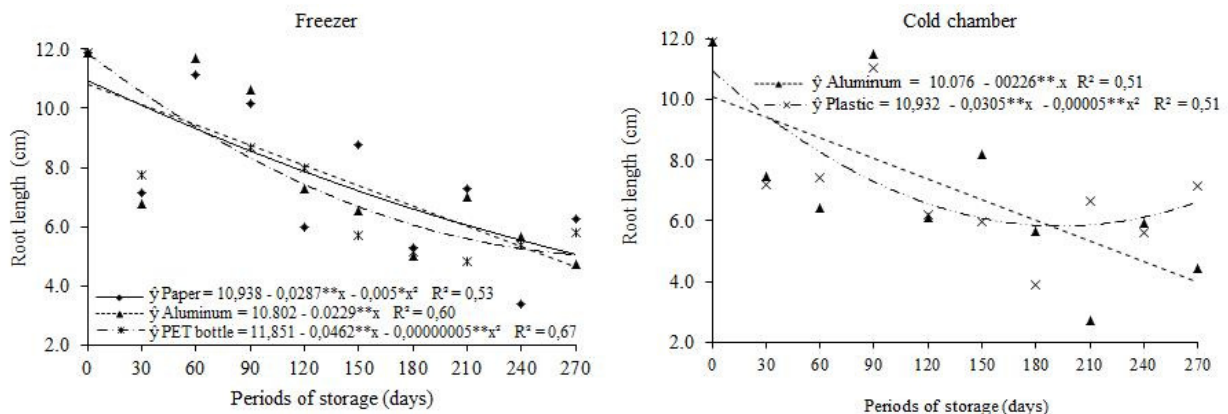 Freezer
12.0
10.0
8.0
6.0
4.0
2.0
Root length (cm)
ŷ Paper = 10,938 - 0,0287**x - 0,005*x² R² = 0,53
ŷ Aluminum = 10.802 - 0.0229**x R² = 0,60
ŷ PET bottle = 11,851 - 0,0462**x - 0,00000005**x² R² = 0,67
0 30 60 90 120 150 180 210 240 270
Periods of storage (days)
Cold chamber
12.0
10.0
8.0
6.0
4.0
2.0
Root length (cm)
ŷ Aluminum = 10.076 - 00226**.x R² = 0,51
ŷ Plastic = 10,932 - 0,0305**x - 0,00005**x² R² = 0,51
0 30 60 90 120 150 180 210 240 270
Periods of storage (days)